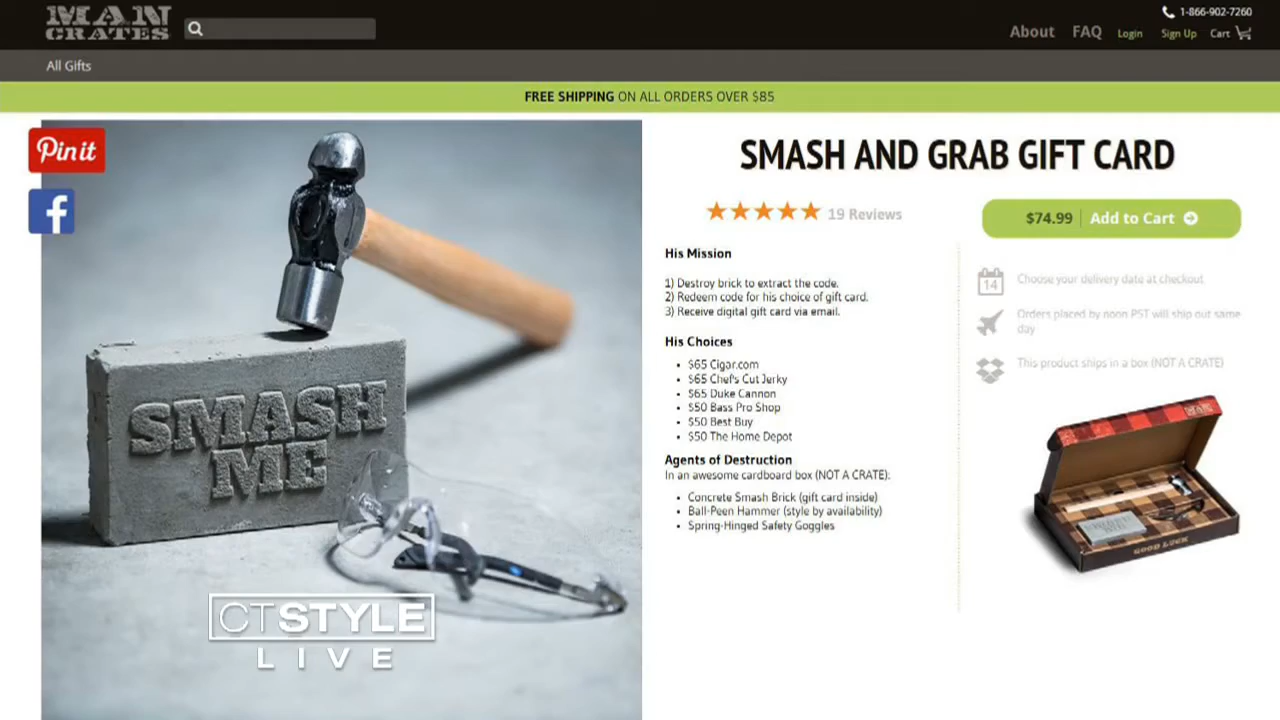 MAN CRATES
1-866-902-7260
About FAQ Login Sign Up Cart
All Gifts
FREE SHIPPING ON ALL ORDERS OVER $85
Pin it
f
SMASH ME
CT STYLE
LIVE
SMASH AND GRAB GIFT CARD
19 Reviews
$74.99 Add to Cart
His Mission
1) Destroy brick to extract the code.
2) Redeem code for his choice of gift card.
3) Receive digital gift card via email.
His Choices
$65 Cigar.com
$65 Chef's Cut Jerky
$65 Duke Cannon
$50 Bass Pro Shop
$50 Best Buy
$50 The Home Depot
Agents of Destruction
In an awesome cardboard box (NOT A CRATE):
Concrete Smash Brick (gift card inside)
Ball-Peen Hammer (style by availability)
Spring-Hinged Safety Goggles
14
Choose your delivery date at checkout
Orders placed by noon PST will ship out same
day
This product ships in a box (NOT A CRATE)
GOOD LUCK